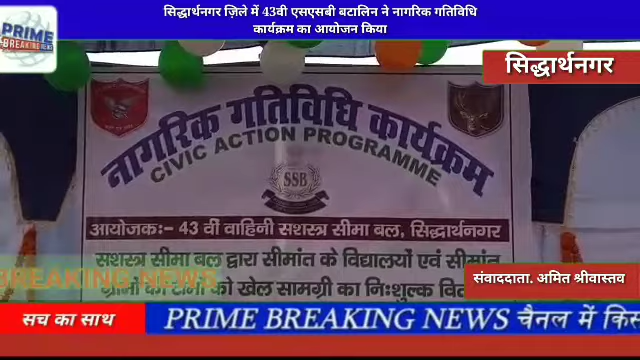 सिद्धार्थनगर ज़िले में 43वी एसएसबी बटालिन ने नागरिक गतिविधि
कार्यक्रम का आयोजन किया
PRIME
BREAKING NEWS
सिद्धार्थनगर
नागरिक गतिविधि कार्यक्रम
CIVIC ACTION PROGRAMME
SSB
आयोजकः- 43 वीं वाहिनी सशस्त्र सीमा बल, सिद्धार्थनगर
सशस्त्र सीमा बल द्वारा सीमांत के विद्यालयों एवं सीमांत
ग्रामों की टीमों को खेल सामग्री का निःशुल्क
BREAKING NEWS
संवाददाता. अमित श्रीवास्तव
सच का साथ
PRIME BREAKING NEWS चैनल में